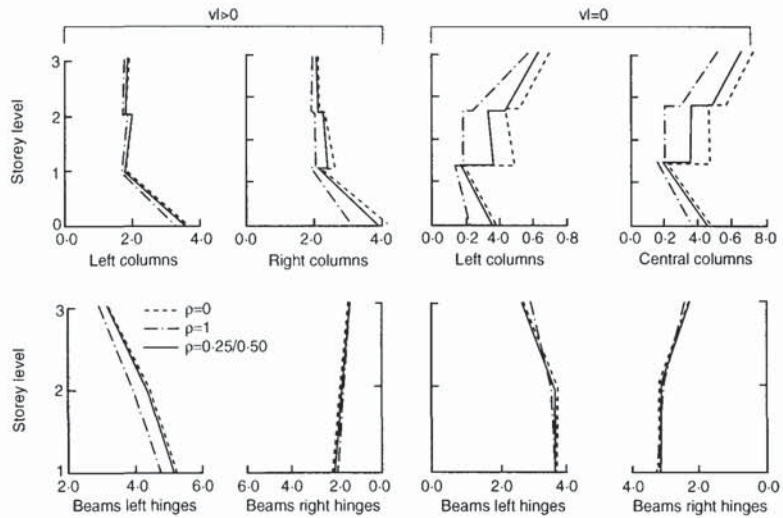 vl>0
vl=0
Storey level
3
2
1
0
0·0 2·0 4·0
Left columns
0·0 2·0 4·0
Right columns
0·0 0·2 4·0 0·6 0·8
Left columns
0·0 0·2 4·0 0·6 8·0
Central columns
Storey level
3
2
1
ρ=0
ρ=1
ρ=0·25/0·50
2·0 4·0 6·0
Beams left hinges
6·0 4·0 2·0 0·0
Beams right hinges
0·0 2·0 4·0
Beams left hinges
4·0 2·0 0·0
Beams right hinges